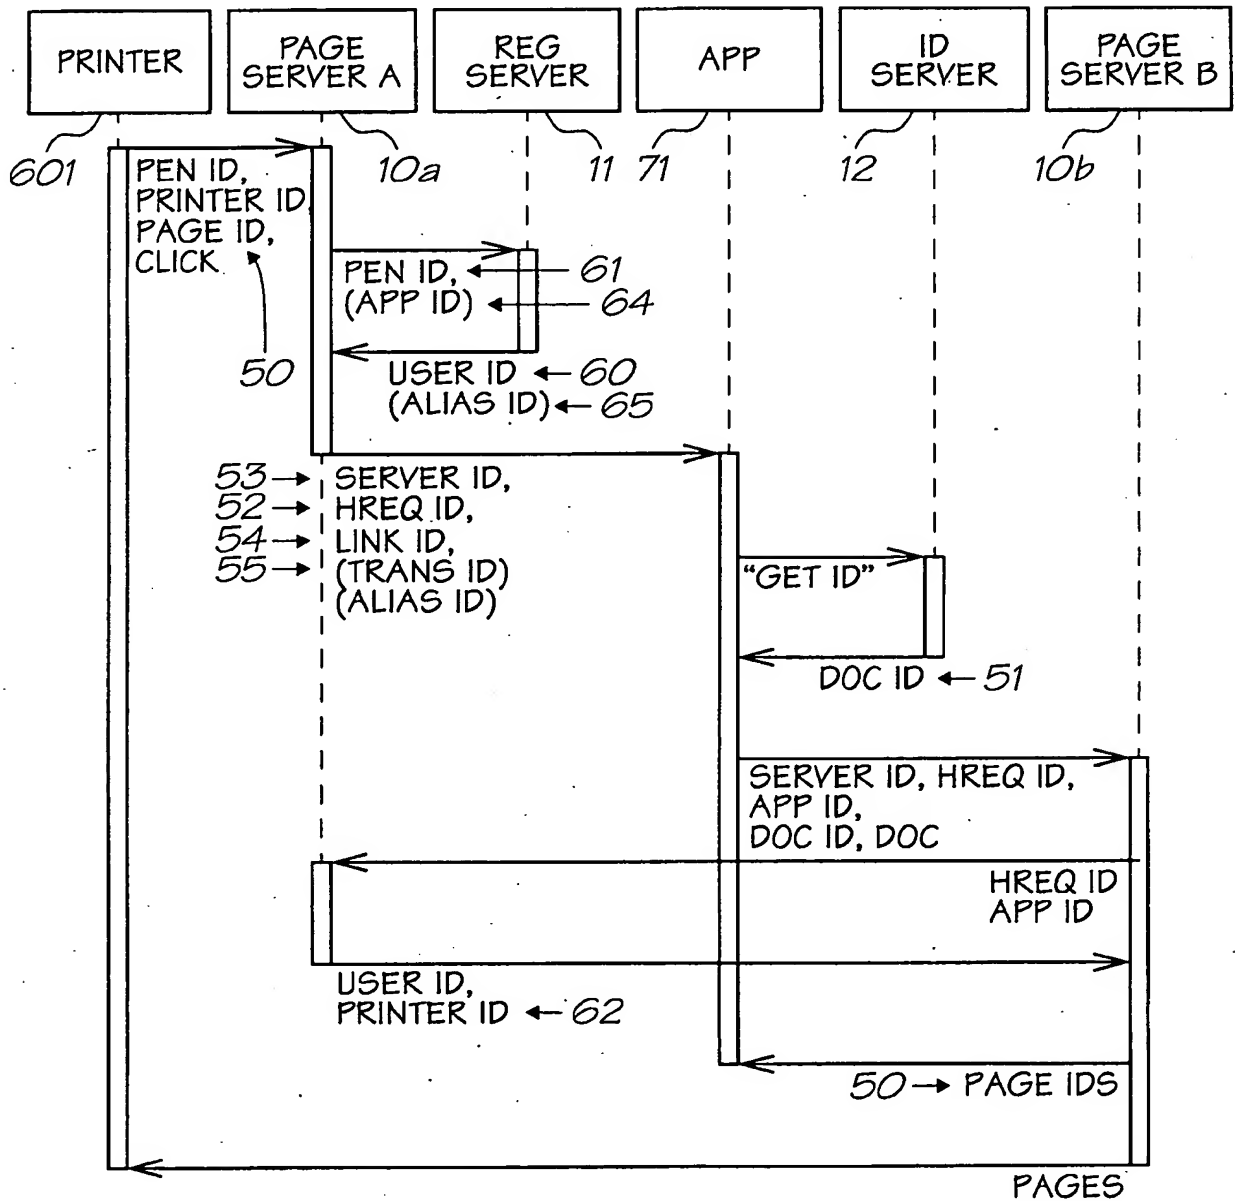 PRINTER
PAGE
SERVER A
REG
SERVER
APP
ID
SERVER
PAGE
SERVER B
601
10a
11
71
12
10b
PEN ID,
PRINTER ID,
PAGE ID,
CLICK
50
PEN ID, 61
(APP ID) 64
USER ID 60
(ALIAS ID) 65
53 SERVER ID,
52 HREQ ID,
54 LINK ID,
55 (TRANS ID)
(ALIAS ID)
"GET ID"
DOC ID 51
SERVER ID, HREQ ID,
APP ID,
DOC ID, DOC
HREQ ID
APP ID
USER ID,
PRINTER ID 62
50 PAGE IDS
PAGES